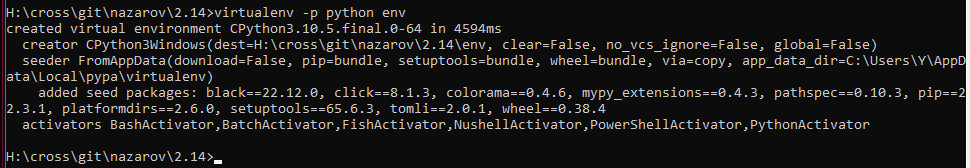 H:\cross\git\nazarov\2.14>virtualenv -p python env
created virtual environment CPython3.10.5.final.0-64 in 4594ms
  creator CPython3Windows(dest=H:\cross\git\nazarov\2.14\env, clear=False, no_vcs_ignore=False, global=False)
  seeder FromAppData(download=False, pip=bundle, setuptools=bundle, wheel=bundle, via=copy, app_data_dir=C:\Users\Y\AppD
ata\Local\pypa\virtualenv)
    added seed packages: black==22.12.0, click==8.1.3, colorama==0.4.6, mypy_extensions==0.4.3, pathspec==0.10.3, pip==2
2.3.1, platformdirs==2.6.0, setuptools==65.6.3, tomli==2.0.1, wheel==0.38.4
  activators BashActivator,BatchActivator,FishActivator,NushellActivator,PowerShellActivator,PythonActivator
H:\cross\git\nazarov\2.14>